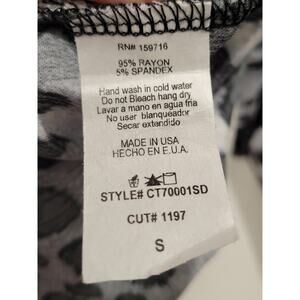 RN# 159716
95% RAYON
5% SPANDEX
Hand wash in cold water
Do not Bleach hang dry
Lavar a mano en agua fria
No user blanqueador
Secar extendido
MADE IN USA
HECHO EN E.U.A.
STYLE# CT70001SD
CUT# 1197
S